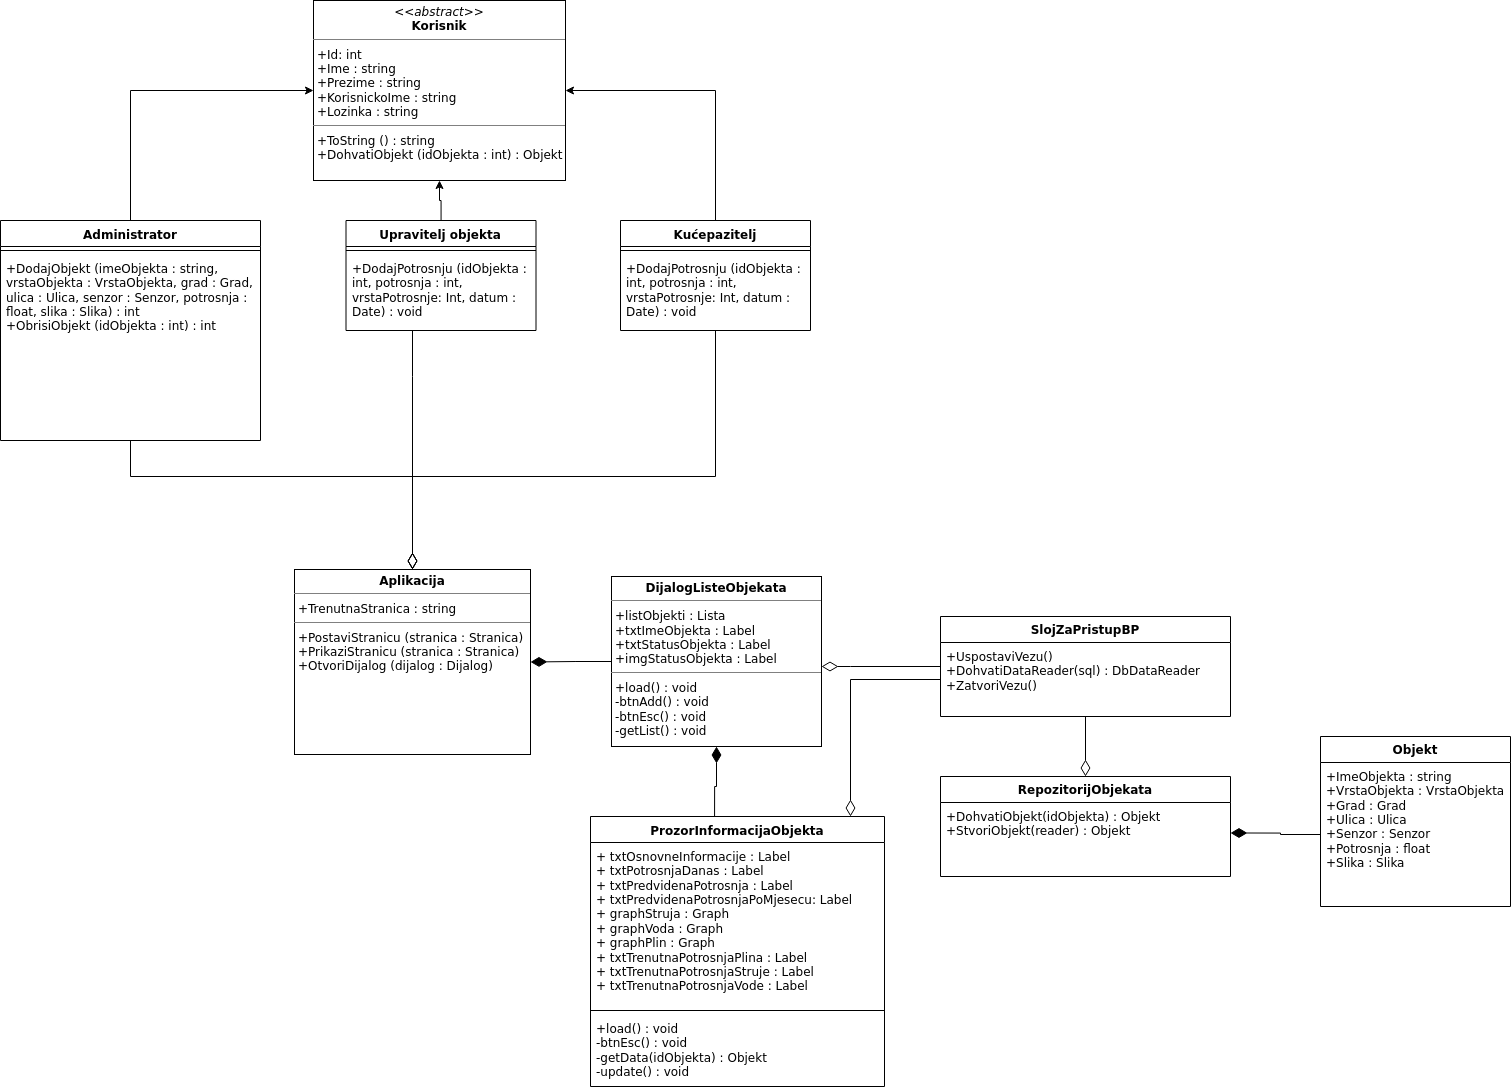 <<abstract>>
Korisnik
+Id: int
+Ime : string
+Prezime : string
+KorisnickoIme : string
+Lozinka : string
+ToString () : string
+DohvatiObjekt (idObjekta : int) : Objekt
Administrator
+DodajObjekt (imeObjekta : string,
vrstaObjekta : VrstaObjekta, grad : Grad,
ulica : Ulica, senzor : Senzor, potrosnja :
float, slika : Slika) : int
+ObrisiObjekt (idObjekta : int) : int
Upravitelj objekta
+DodajPotrosnju (idObjekta :
int, potrosnja : int,
vrstaPotrosnje: Int, datum :
Date) : void
Kućepazitelj
+DodajPotrosnju (idObjekta :
int, potrosnja : int,
vrstaPotrosnje: Int, datum :
Date) : void
Aplikacija
+TrenutnaStranica : string
+PostaviStranicu (stranica : Stranica)
+PrikaziStranicu (stranica : Stranica)
+OtvoriDijalog (dijalog : Dijalog)
DijalogListeObjekata
+listObjekti : Lista
+txtImeObjekta : Label
+txtStatusObjekta : Label
+imgStatusObjekta : Label
+load() : void
-btnAdd() : void
-btnEsc() : void
-getList() : void
SlojZaPristupBP
+UspostaviVezu()
+DohvatiDataReader(sql) : DbDataReader
+ZatvoriVezu()
RepozitorijObjekata
+DohvatiObjekt(idObjekta) : Objekt
+StvoriObjekt(reader) : Objekt
Objekt
+ImeObjekta : string
+VrstaObjekta : VrstaObjekta
+Grad : Grad
+Ulica : Ulica
+Senzor : Senzor
+Potrosnja : float
+Slika : Slika
ProzorInformacijaObjekta
+ txtOsnovneInformacije : Label
+ txtPotrosnjaDanas : Label
+ txtPredvidenaPotrosnja : Label
+ txtPredvidenaPotrosnjaPoMjesecu: Label
+ graphStruja : Graph
+ graphVoda : Graph
+ graphPlin : Graph
+ txtTrenutnaPotrosnjaPlina : Label
+ txtTrenutnaPotrosnjaStruje : Label
+ txtTrenutnaPotrosnjaVode : Label
+load() : void
-btnEsc() : void
-getData(idObjekta) : Objekt
-update() : void